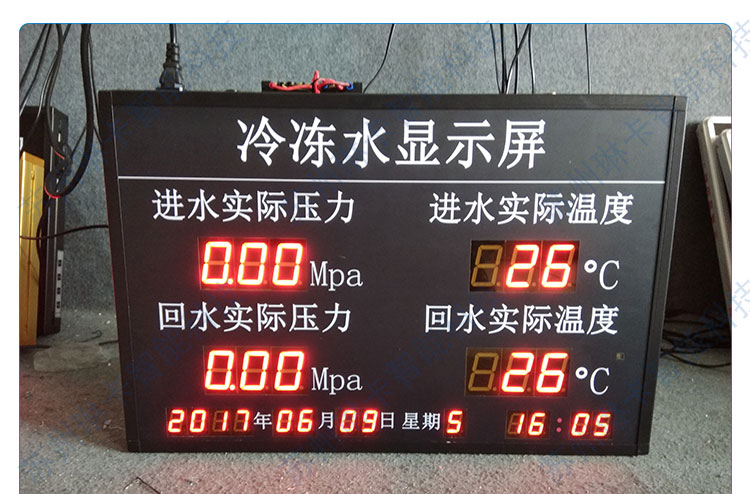 冷冻水显示屏
进水实际压力 进水实际温度
0.00 Mpa 26 °C
回水实际压力 回水实际温度
0.00 Mpa 26 °C
2017年06月09日 星期5 16:05